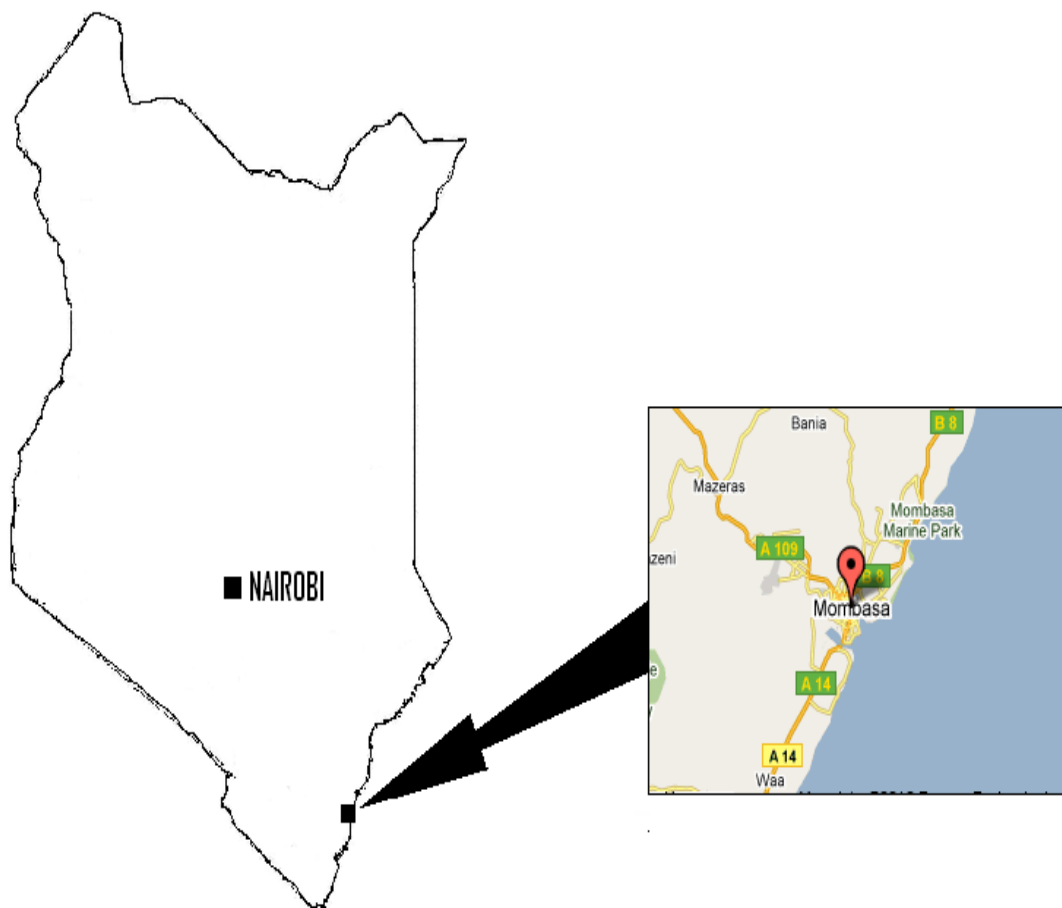 NAIROBI
B 8
Bania
Mazeras
Mombasa
Marine Park
A 109
zeni
B 8
Mombasa
e
A 14
y
A 14
Waa